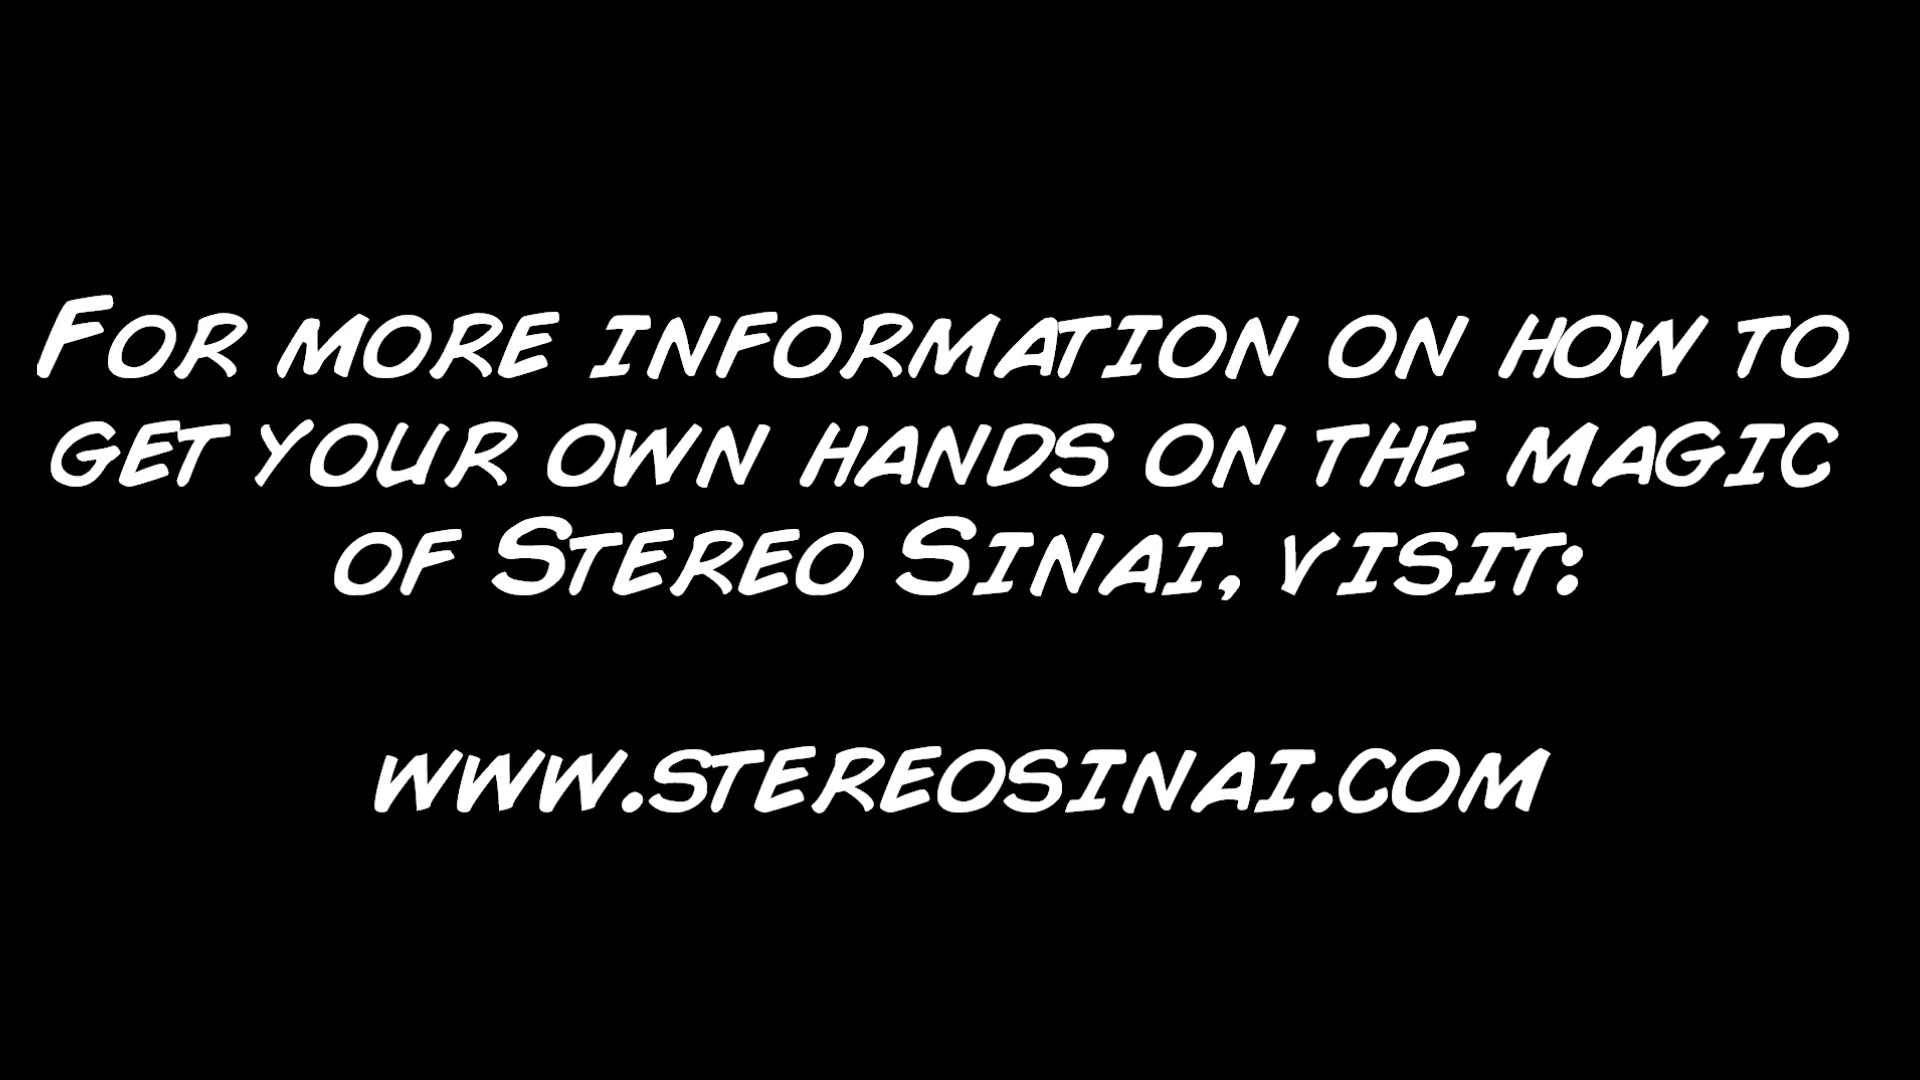 For more information on how to
get your own hands on the magic
of Stereo Sinai, visit:
www.stereosinai.com